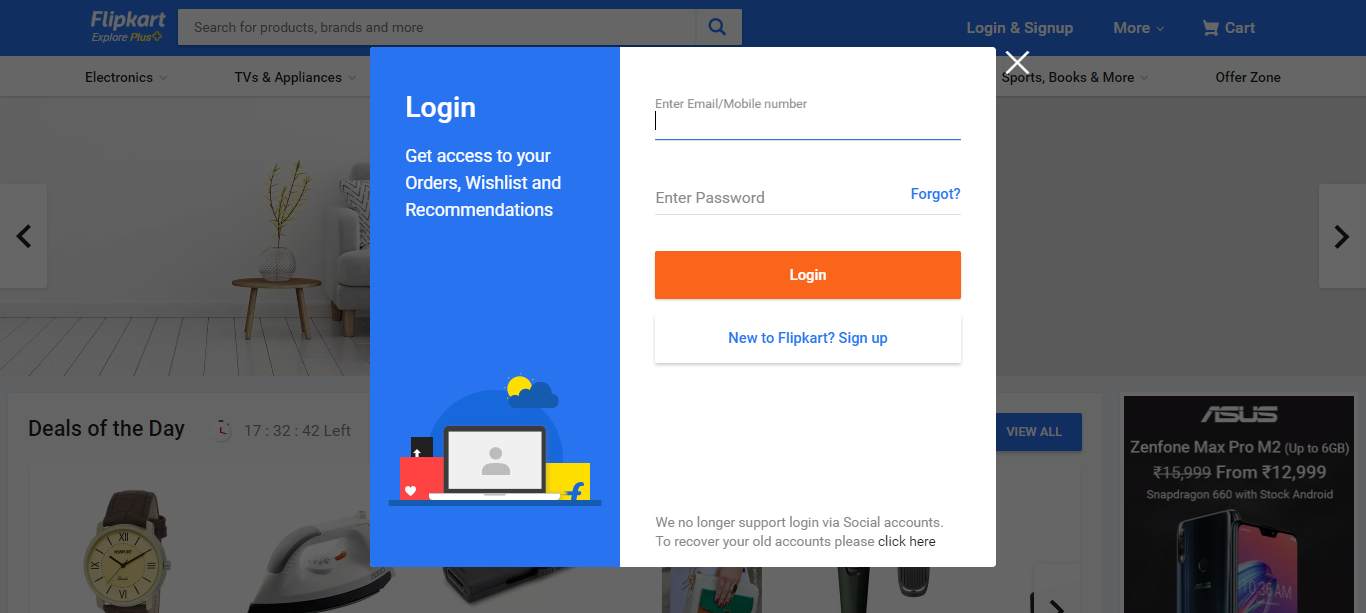 Flipkart
Explore Plus
Search for products, brands and more
Login & Signup
More
Cart
Electronics
TVs & Appliances
Sports, Books & More
Offer Zone
Login
Get access to your
Orders, Wishlist and
Recommendations
Enter Email/Mobile number
Enter Password
Forgot?
Login
New to Flipkart? Sign up
We no longer support login via Social accounts.
To recover your old accounts please click here
Deals of the Day
17 : 32 : 42 Left
VIEW ALL
ASUS
Zenfone Max Pro M2 (Up to 6GB)
₹15,999 From ₹12,999
Snapdragon 660 with Stock Android
ASUS
10:36 AM